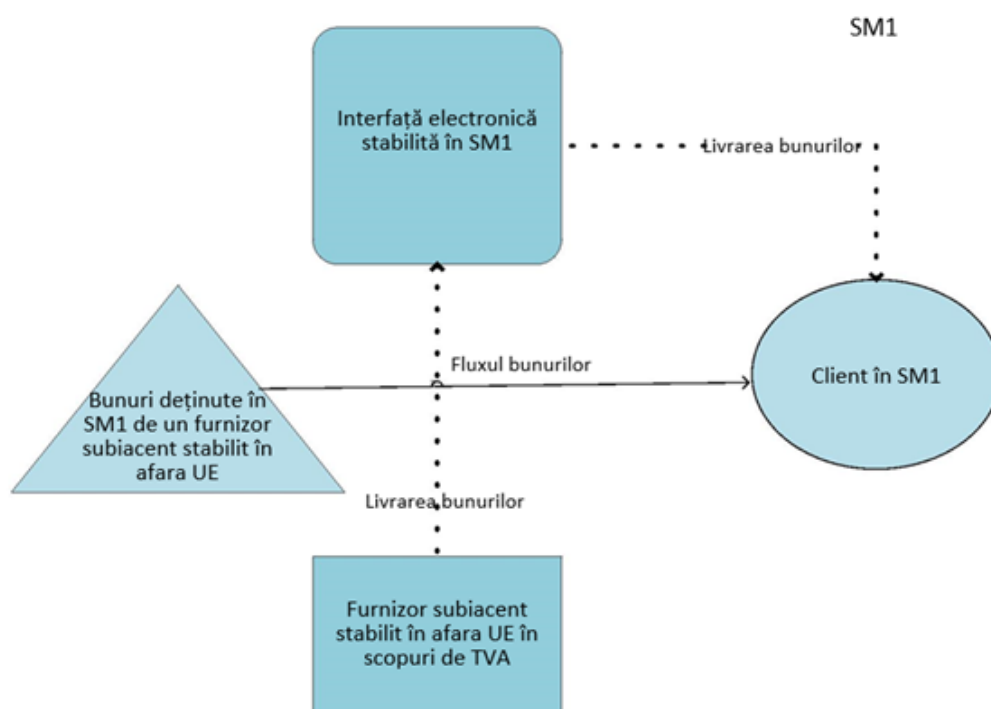 SM1
Interfață electronică
stabilită în SM1
Livrarea bunurilor
Fluxul bunurilor
Client în SM1
Bunuri deținute în
SM1 de un furnizor
subiacent stabilit în
afara UE
Livrarea bunurilor
Furnizor subiacent
stabilit în afara UE în
scopuri de TVA